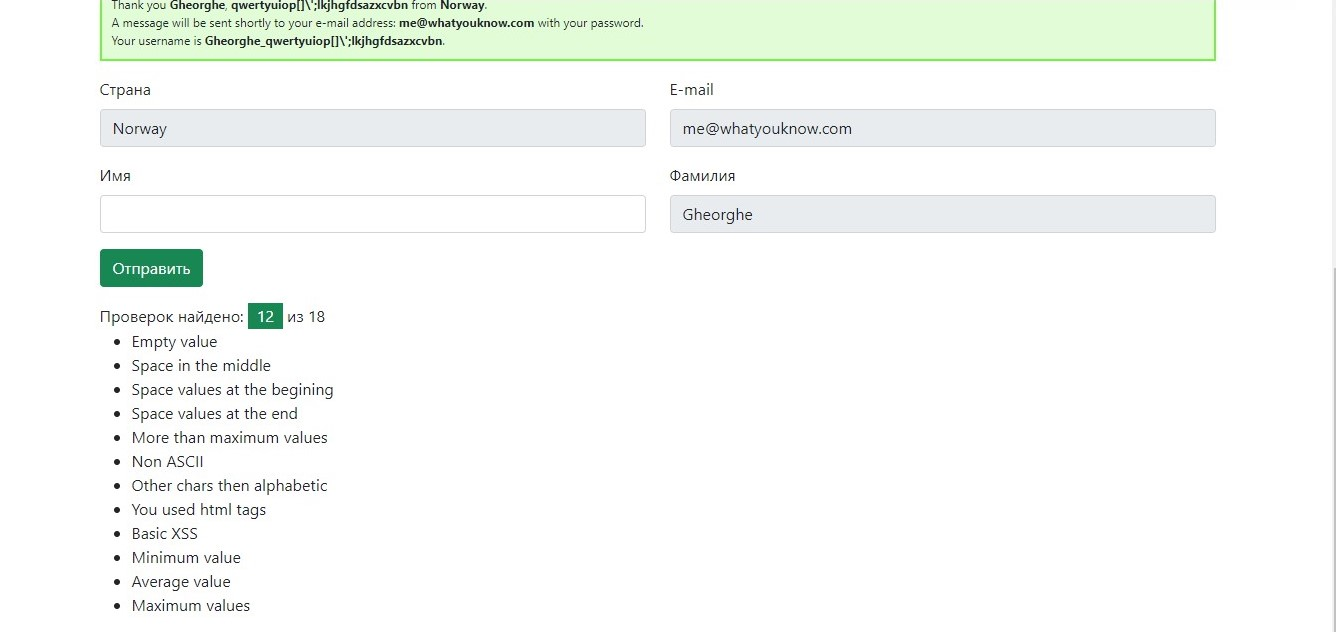 Thank you Gheorghe, qwertyuiop[]\';lkjhgfdsazxcvbn from Norway.
A message will be sent shortly to your e-mail address: me@whatyouknow.com with your password.
Your username is Gheorghe_qwertyuiop[]\';lkjhgfdsazxcvbn.
Страна
E-mail
Norway
me@whatyouknow.com
Имя
Фамилия
Gheorghe
Отправить
Проверок найдено: 12 из 18
Empty value
Space in the middle
Space values at the begining
Space values at the end
More than maximum values
Non ASCII
Other chars then alphabetic
You used html tags
Basic XSS
Minimum value
Average value
Maximum values